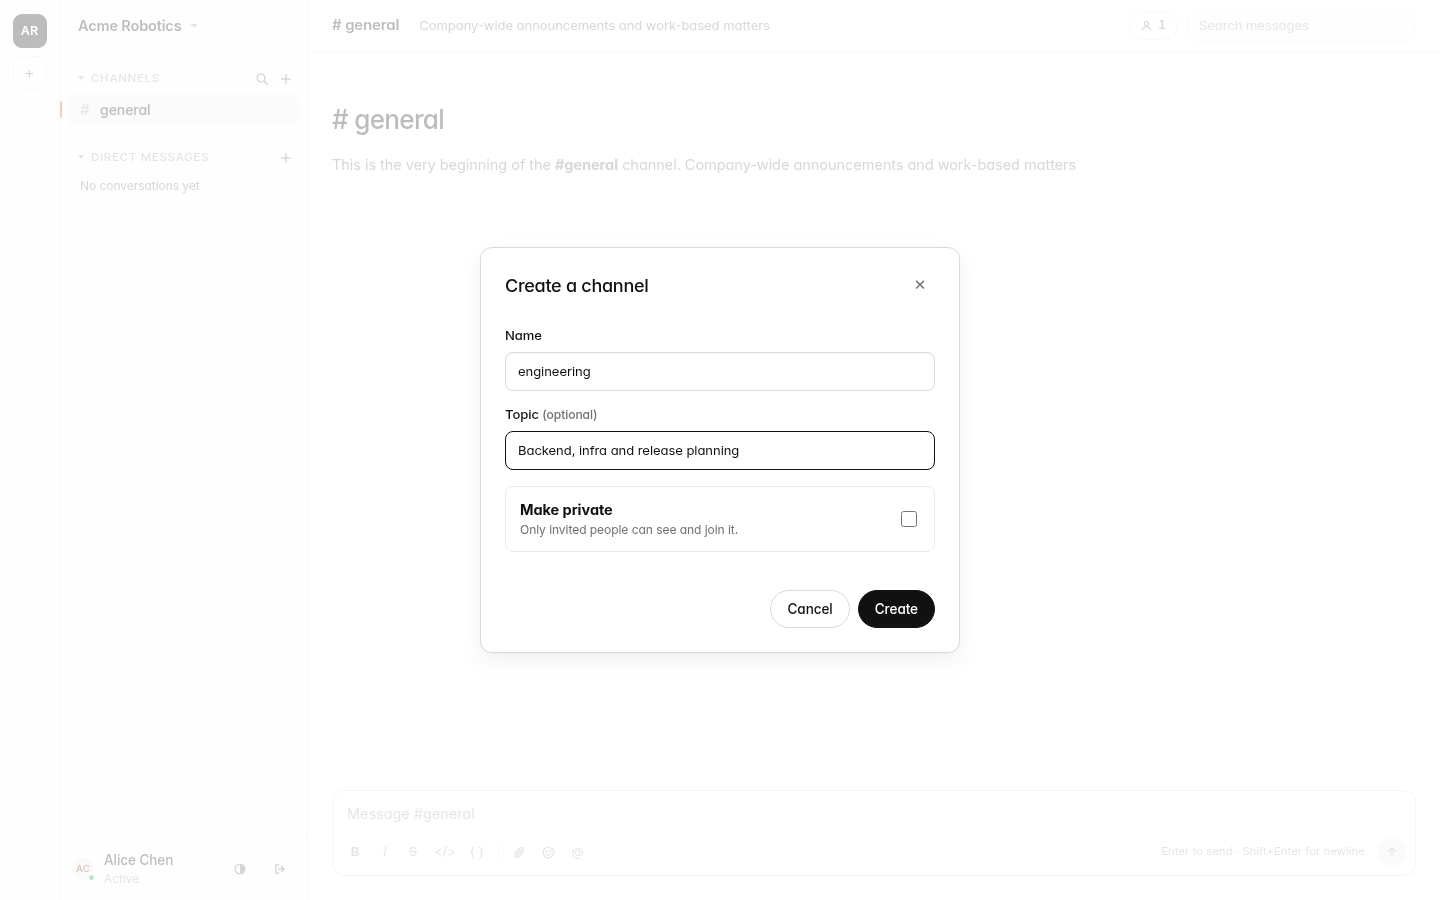 AR
Acme Robotics
# general
Company-wide announcements and work-based matters
1
Search messages
+
CHANNELS
# general
DIRECT MESSAGES
No conversations yet
# general
This is the very beginning of the #general channel. Company-wide announcements and work-based matters
Create a channel
Name
engineering
Topic (optional)
Backend, infra and release planning
Make private
Only invited people can see and join it.
Cancel
Create
Message #general
B I S </> { } @
Enter to send · Shift+Enter for newline
AC
Alice Chen
Active